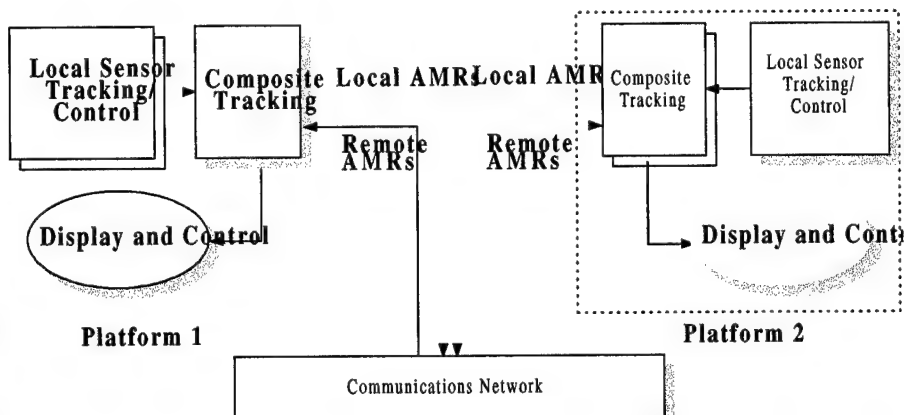 Local Sensor
Tracking/
Control
Composite
Tracking
Local AMRs
Local AMR
Composite
Tracking
Local Sensor
Tracking/
Control
Remote
AMRs
Remote
AMRs
Display and Control
Display and Cont
Platform 1
Platform 2
Communications Network